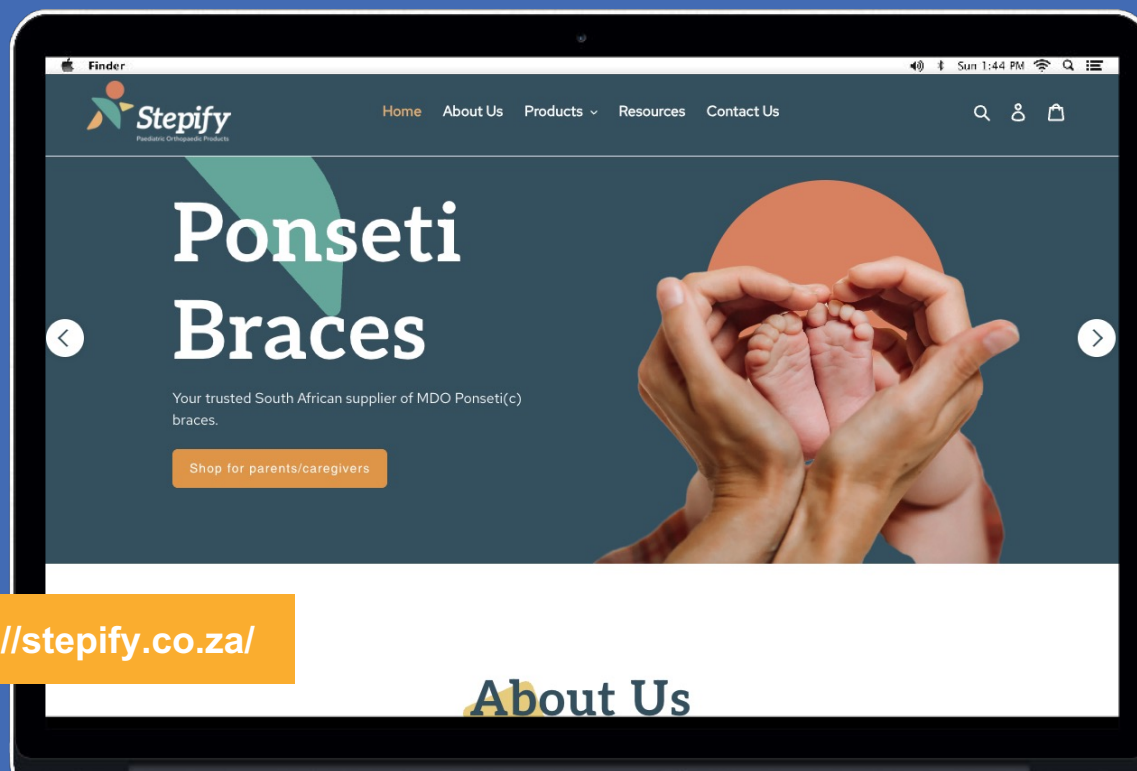 Finder
Sun 1:44 PM
Stepify
Paediatric Orthopaedic Products
Home About Us Products Resources Contact Us
Ponseti
Braces
Your trusted South African supplier of MDO Ponseti(c)
braces.
Shop for parents/caregivers
//stepify.co.za/
About Us